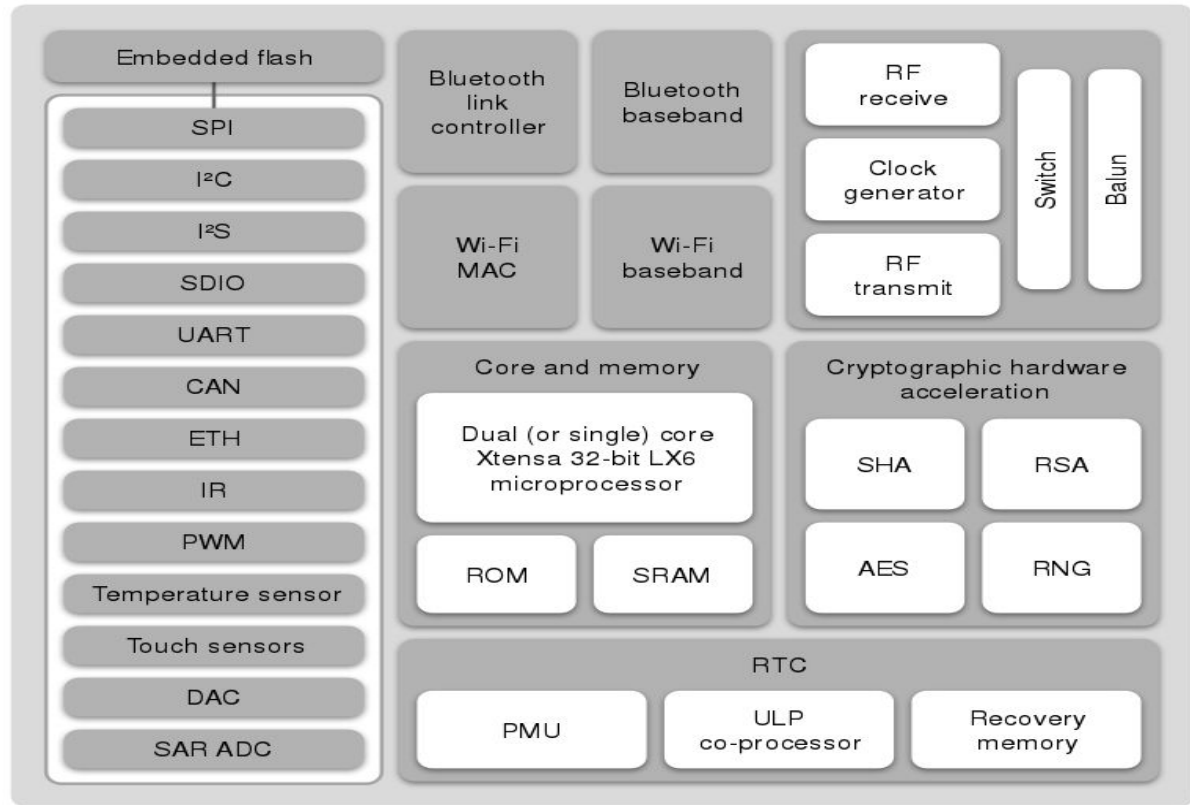 Embedded flash
SPI
I²C
I²S
SDIO
UART
CAN
ETH
IR
PWM
Temperature sensor
Touch sensors
DAC
SAR ADC
Bluetooth
link
controller
Bluetooth
baseband
Wi-Fi
MAC
Wi-Fi
baseband
RF
receive
Clock
generator
RF
transmit
Switch
Balun
Core and memory
Dual (or single) core
Xtensa 32-bit LX6
microprocessor
ROM
SRAM
Cryptographic hardware
acceleration
SHA
RSA
AES
RNG
RTC
PMU
ULP
co-processor
Recovery
memory